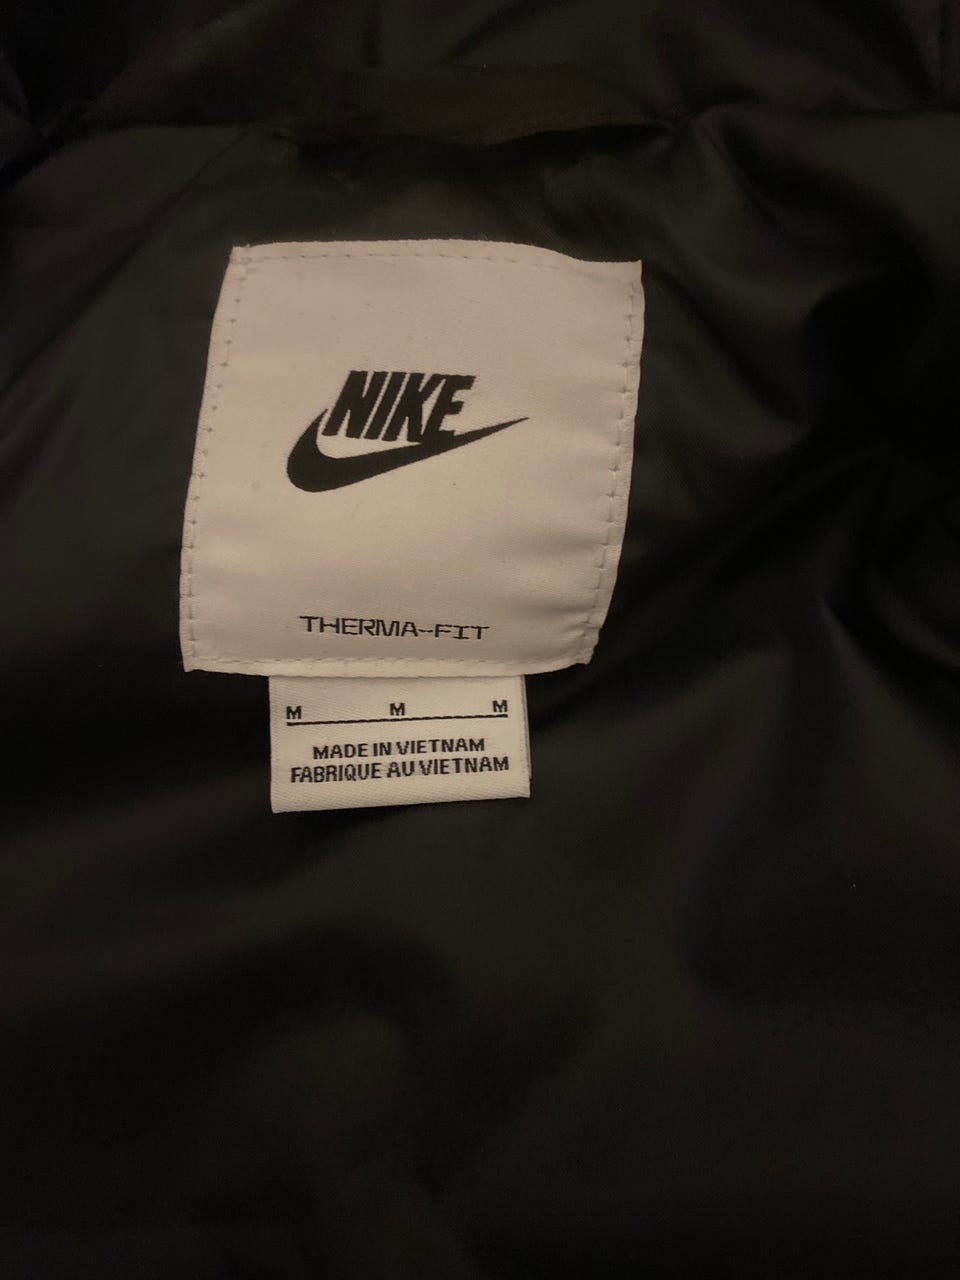 NIKE
THERMA-FIT
M M M
MADE IN VIETNAM
FABRIQUE AU VIETNAM